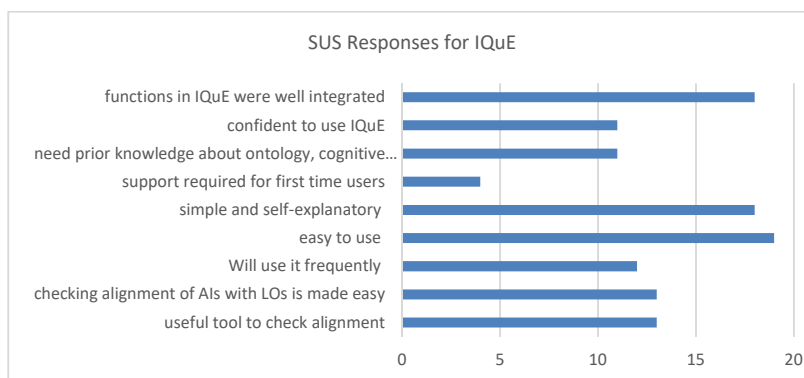 SUS Responses for IQuE
functions in IQuE were well integrated
confident to use IQuE
need prior knowledge about ontology, cognitive...
support required for first time users
simple and self-explanatory
easy to use
Will use it frequently
checking alignment of AIs with LOs is made easy
useful tool to check alignment
0 5 10 15 20